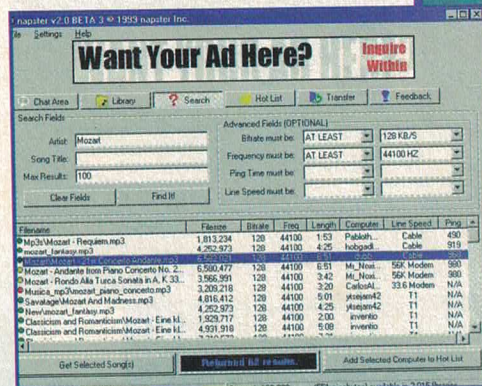 napster v2.0 BETA 3 © 1999 napster Inc.
File Settings Help
Want Your Ad Here?
Inquire
Within
Chat Area Library ? Search Hot List Transfer Feedback
Search Fields
Advanced Fields (OPTIONAL)
Artist: Mozart
Bitrate must be: AT LEAST 128 KB/S
Song Title:
Frequency must be: AT LEAST 44100 HZ
Max Results: 100
Ping Time must be:
Clear Fields Find It!
Line Speed must be:
Filename Filesize Bitrate Freq Length Computer Line Speed Ping
Mp3s\Mozart - Requiem.mp3 1,813,234 128 44100 1:53 Pabloth... Cable 490
mozart_fantasy.mp3 4,252,973 128 44100 4:25 hobgadl... Cable 919
128 44100 6:51 Cable
Mozart - Andante from Piano Concerto No. 2... 6,580,477 128 44100 6:51 Mr_Novi... 56K Modem 980
Mozart - Rondo Alla Turca Sonata in A, K.33... 3,566,991 128 44100 3:42 Mr_Novi... 56K Modem 980
Musica_mp3\mozart_piano_concerto.mp3 3,209,218 128 44100 3:20 CarlosAl... 33.6 Modem N/A
Savatage\Mozart And Madness.mp3 4,816,412 128 44100 5:01 ytsejam42 T1 N/A
New\mozart_fantasy.mp3 4,252,973 128 44100 4:25 ytsejam42 T1 N/A
Classicism and Romanticism\Mozart - Eine kl... 1,929,717 128 44100 2:00 inventio T1 N/A
Classicism and Romanticism\Mozart - Eine kl... 4,931,918 128 44100 5:08 inventio T1 N/A
Get Selected Song(s) Returned 62 results. Add Selected Computer to Hot List